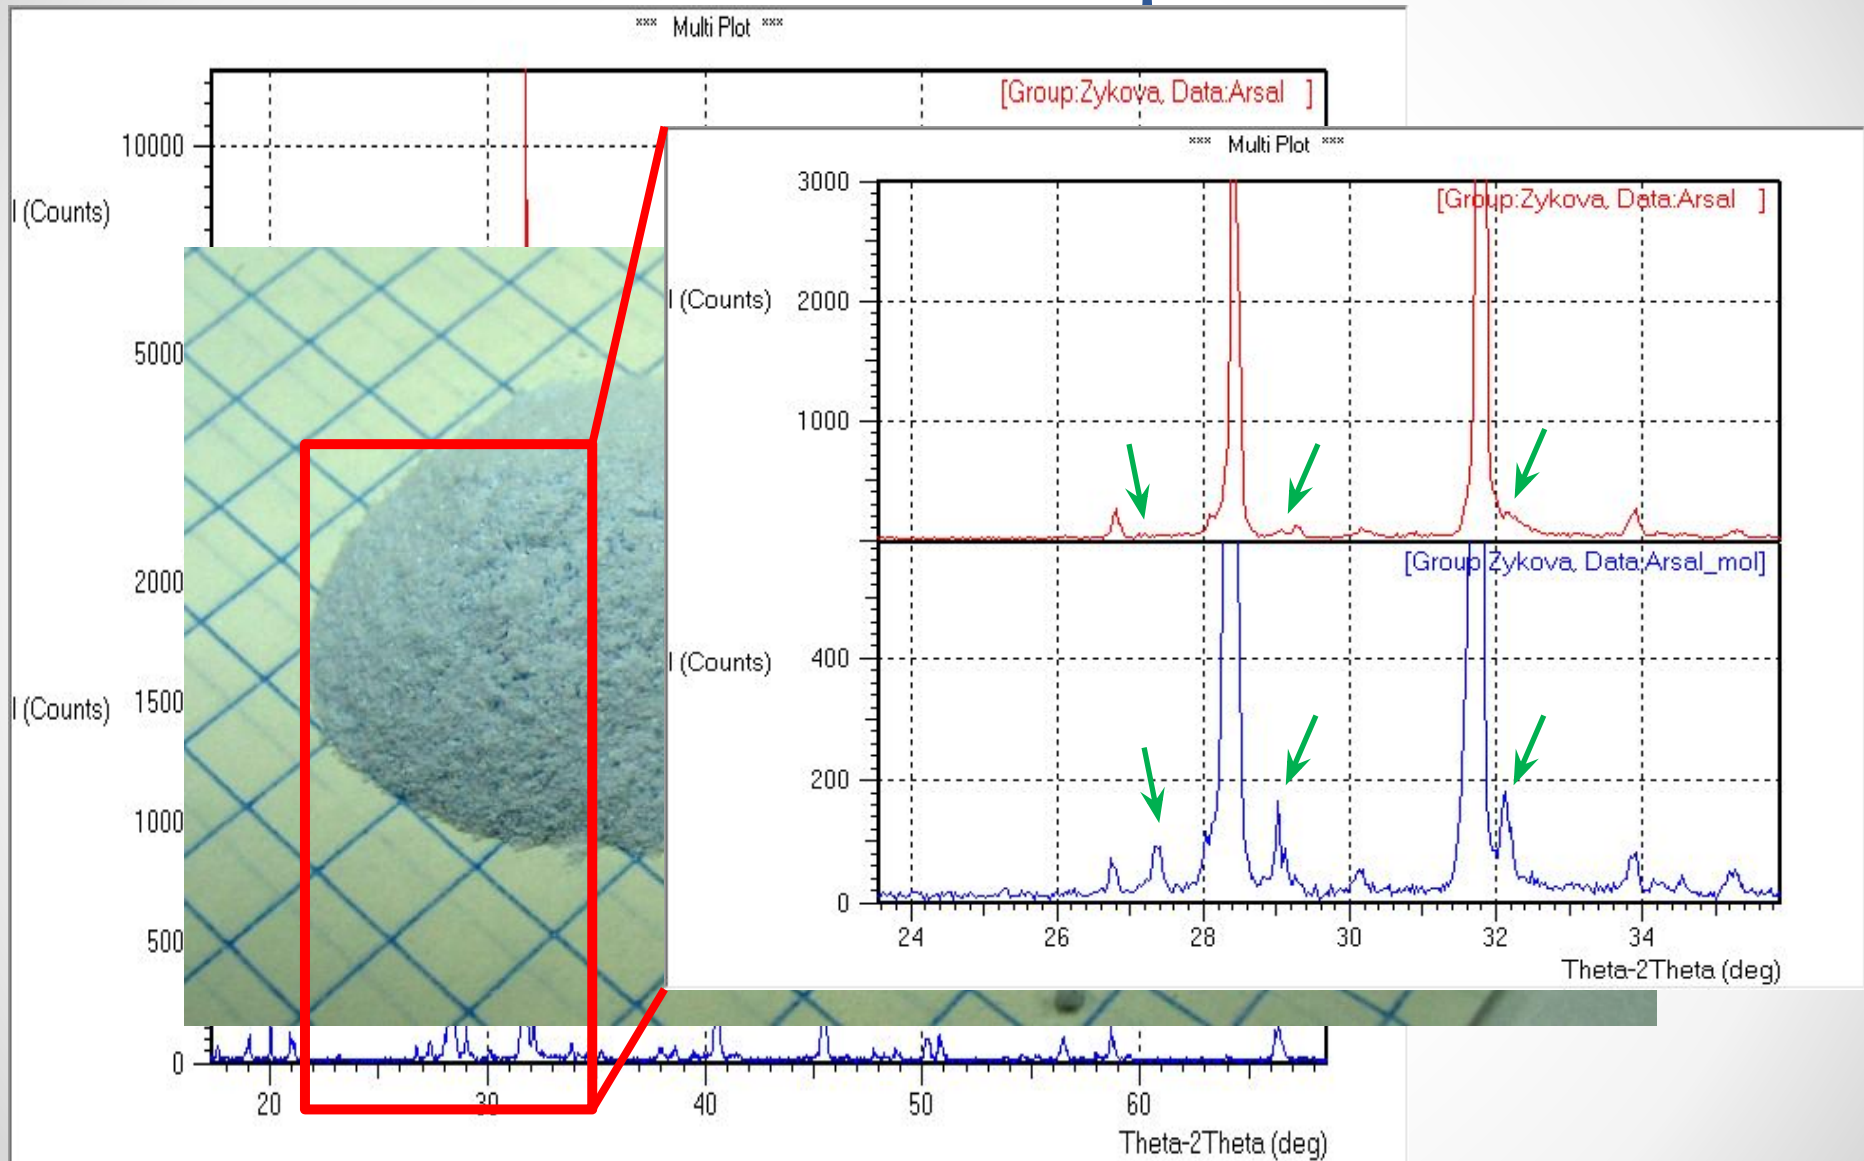 *** Multi Plot ***
[Group:Zykova, Data:Arsal ]
10000
I (Counts)
5000
2000
I (Counts)
1500
1000
500
0
20
30
40
50
60
Theta-2Theta (deg)
*** Multi Plot ***
[Group:Zykova, Data:Arsal ]
3000
I (Counts)
2000
1000
[Group:Zykova, Data:Arsal_mol]
I (Counts)
400
200
0
24
26
28
30
32
34
Theta-2Theta (deg)